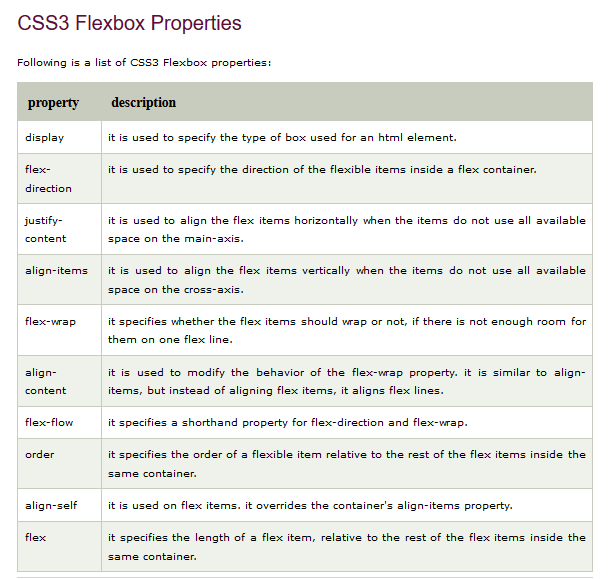 CSS3 Flexbox Properties
Following is a list of CSS3 Flexbox properties:
property description
display it is used to specify the type of box used for an html element.
flex- it is used to specify the direction of the flexible items inside a flex container.
direction
justify- it is used to align the flex items horizontally when the items do not use all available
content space on the main-axis.
align-items it is used to align the flex items vertically when the items do not use all available
space on the cross-axis.
flex-wrap it specifies whether the flex items should wrap or not, if there is not enough room for
them on one flex line.
align- it is used to modify the behavior of the flex-wrap property. it is similar to align-
content items, but instead of aligning flex items, it aligns flex lines.
flex-flow it specifies a shorthand property for flex-direction and flex-wrap.
order it specifies the order of a flexible item relative to the rest of the flex items inside the
same container.
align-self it is used on flex items. it overrides the container's align-items property.
flex it specifies the length of a flex item, relative to the rest of the flex items inside the
same container.